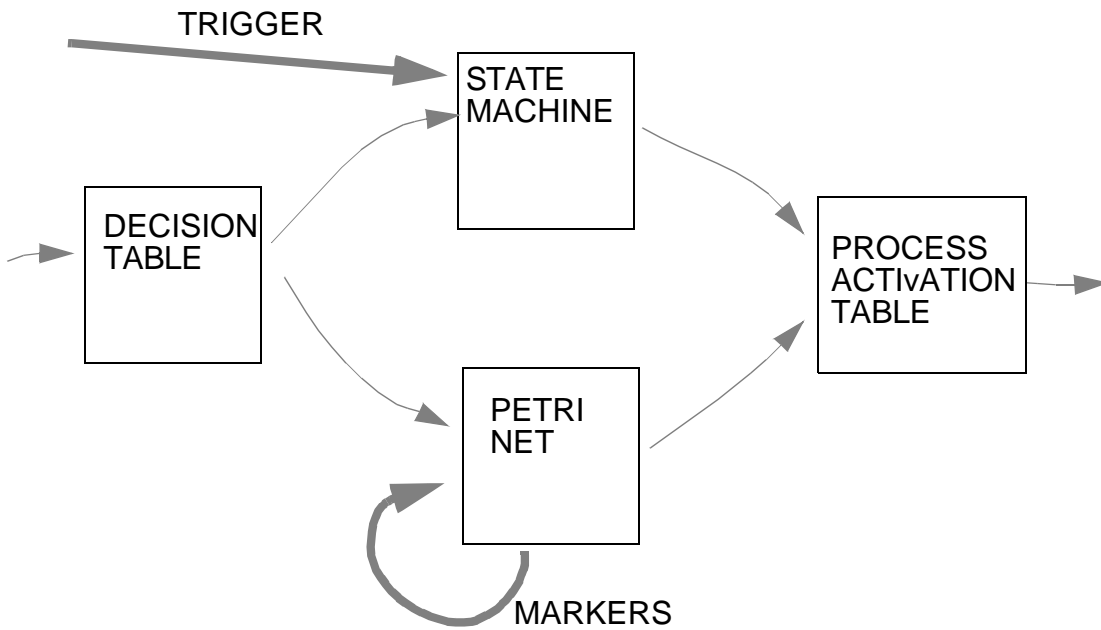 TRIGGER
STATE
MACHINE
DECISION
TABLE
PROCESS
ACTIvATION
TABLE
PETRI
NET
MARKERS